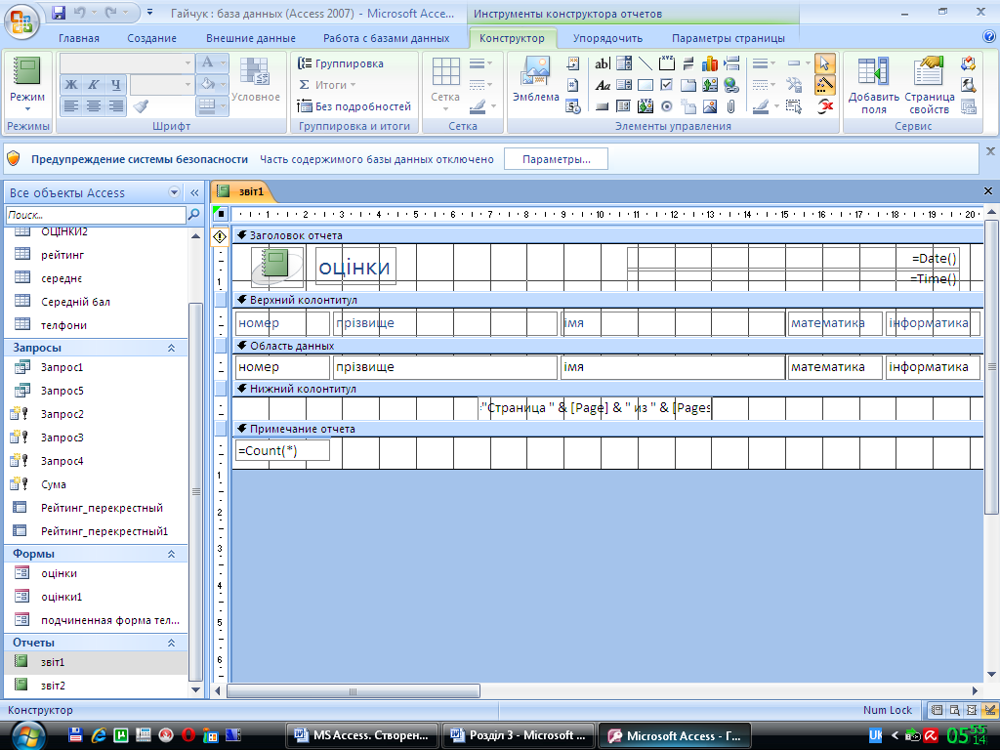 Гайчук : база данных (Access 2007) - Microsoft Acce...
Инструменты конструктора отчетов
Главная Создание Внешние данные Работа с базами данных Конструктор Упорядочить Параметры страницы
Режим
Режимы
Ж К Ч
Условное
Шрифт
Группировка
Σ Итоги
Без подробностей
Группировка и итоги
Сетка
Сетка
Эмблема
ab
Aa
XYZ
Элементы управления
Добавить поля
Страница свойств
Сервис
Предупреждение системы безопасности Часть содержимого базы данных отключено Параметры...
Все объекты Access «
Поиск...
ОЦІНКИ2
рейтинг
середнє
Середній бал
телфони
Запросы
Запрос1
Запрос5
Запрос2
Запрос3
Запрос4
Сума
Рейтинг_перекрестный
Рейтинг_перекрестный1
Формы
оцінки
оцінки1
подчиненная форма тел...
Отчеты
звіт1
звіт2
звіт1
1 2 3 4 5 6 7 8 9 10 11 12 13 14 15 16 17 18 19 20
Заголовок отчета
оцінки
=Date()
=Time()
1
Верхний колонтитул
номер прізвище імя математика інформатика
Область данных
номер прізвище імя математика інформатика
Нижний колонтитул
"Страница " & [Page] & " из " & [Pages
Примечание отчета
=Count(*)
1
2
3
4
5
6
Конструктор
Num Lock
MS Access. Створен... Розділ 3 - Microsoft ... Microsoft Access - Г...
UK
05 55
14